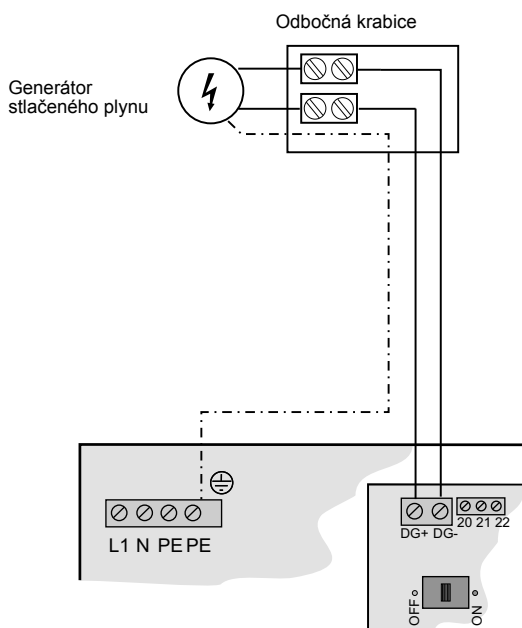 Odbočná krabice
Generátor
stlačeného plynu
L1 N PE PE
DG+ DG-
20 21 22
OFF
ON